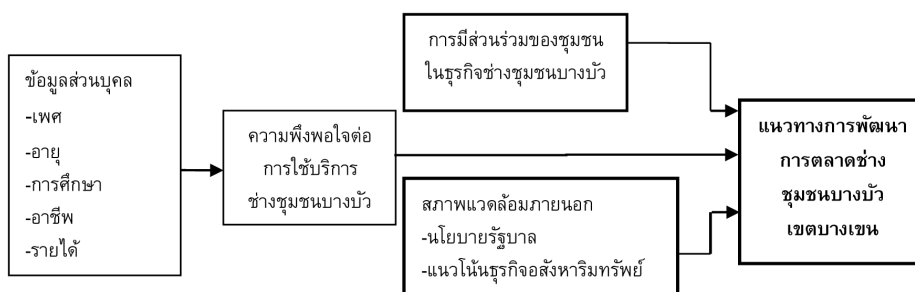 ข้อมูลส่วนบุคล
-เพศ
-อายุ
-การศึกษา
-อาชีพ
-รายได้
ความพึงพอใจต่อ
การใช้บริการ
ช่างชุมชนบางบัว
การมีส่วนร่วมของชุมชน
ในธุรกิจช่างชุมชนบางบัว
สภาพแวดล้อมภายนอก
-นโยบายรัฐบาล
-แนวโน้นธุรกิจอสังหาริมทรัพย์
แนวทางการพัฒนา
การตลาดช่าง
ชุมชนบางบัว
เขตบางเขน